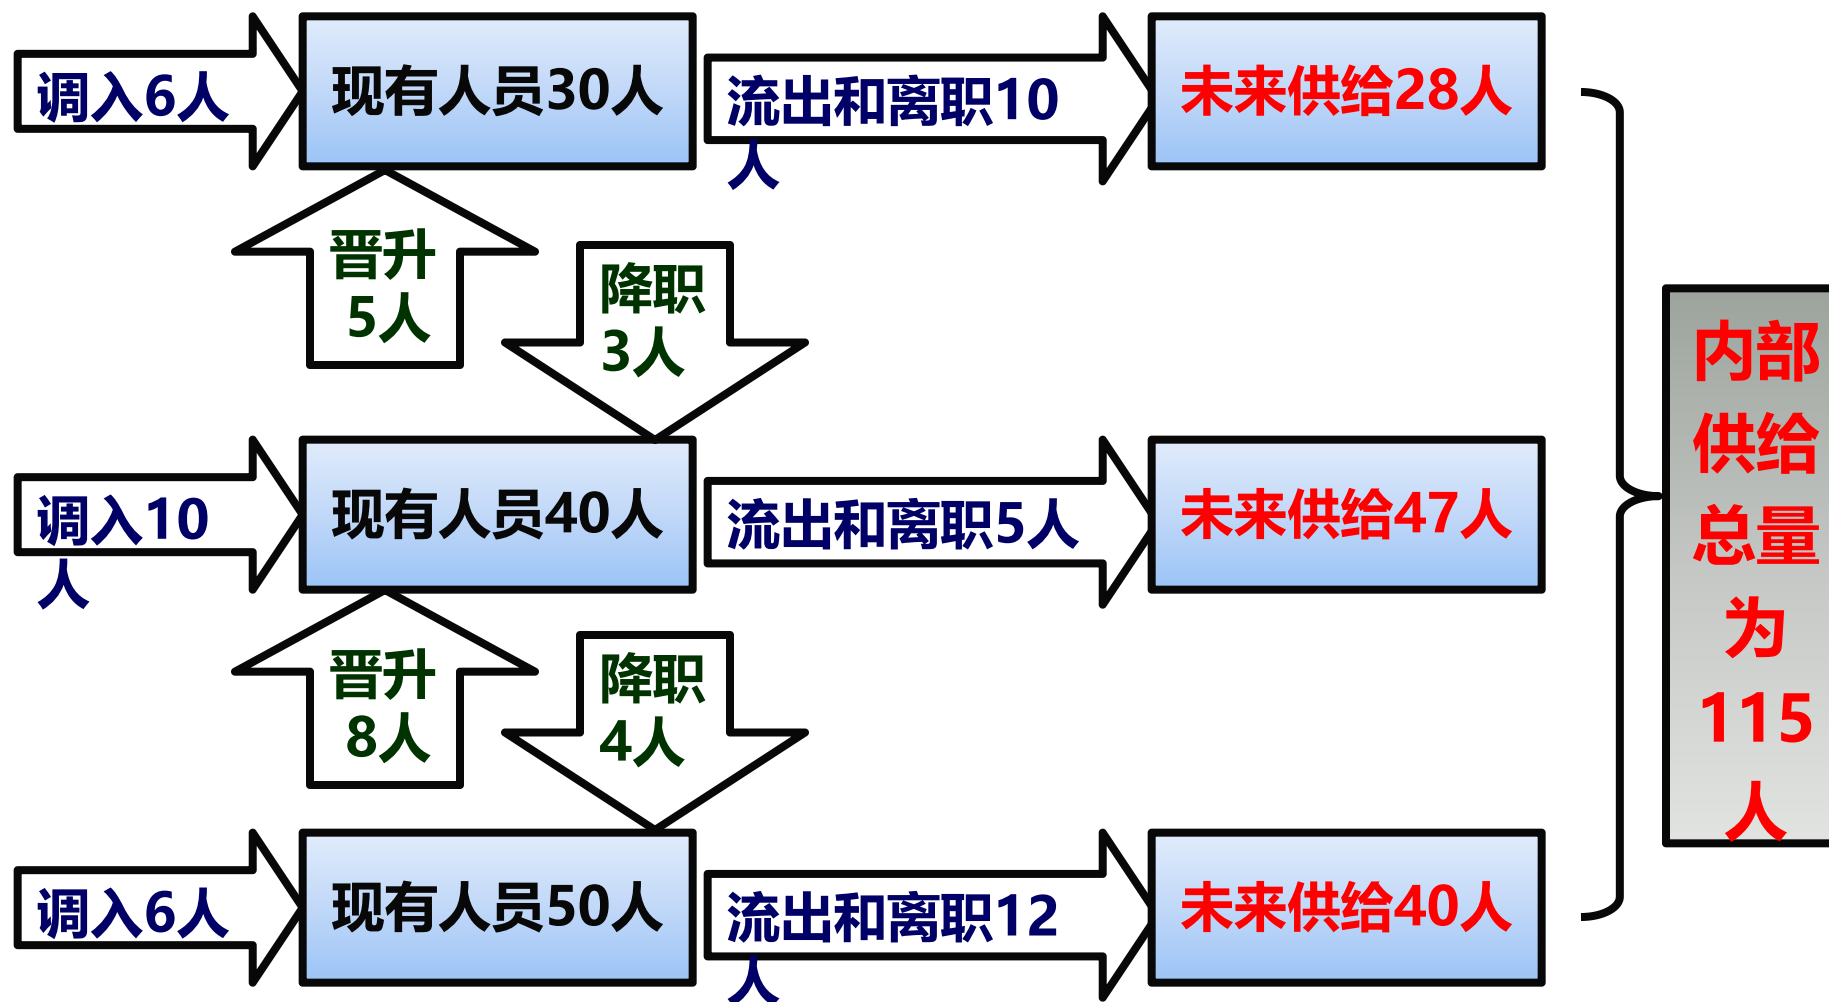 调入6人
现有人员30人
流出和离职10
人
未来供给28人
晋升
5人
降职
3人
调入10
人
现有人员40人
流出和离职5人
未来供给47人
晋升
8人
降职
4人
调入6人
现有人员50人
流出和离职12
人
未来供给40人
内部
供给
总量
为
115
人